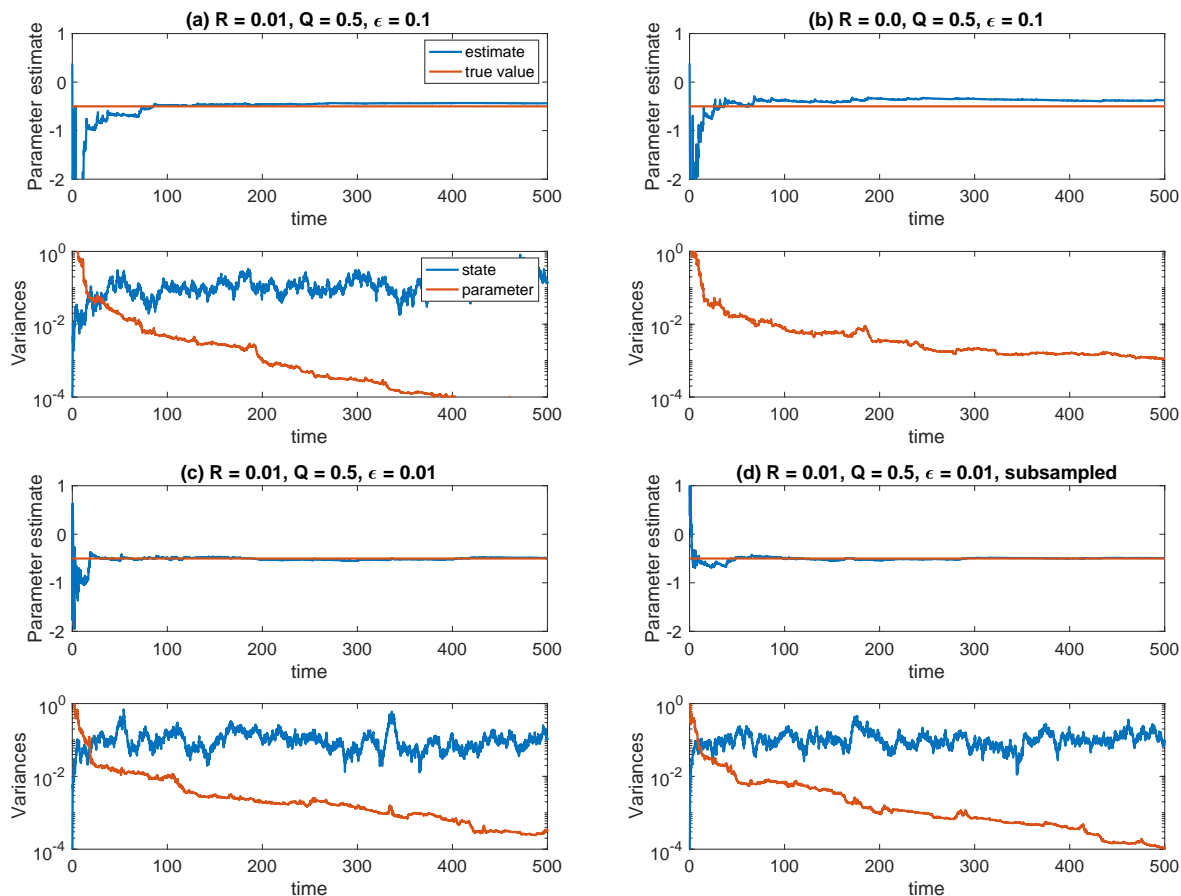 (a) R = 0.01, Q = 0.5, ϵ = 0.1
1
0
-1
-2
Parameter estimate
estimate
true value
0 100 200 300 400 500
time
10^0
10^-2
10^-4
Variances
state
parameter
0 100 200 300 400 500
time
(b) R = 0.0, Q = 0.5, ϵ = 0.1
1
0
-1
-2
Parameter estimate
0 100 200 300 400 500
time
10^0
10^-2
10^-4
Variances
0 100 200 300 400 500
time
(c) R = 0.01, Q = 0.5, ϵ = 0.01
1
0
-1
-2
Parameter estimate
0 100 200 300 400 500
time
10^0
10^-2
10^-4
Variances
0 100 200 300 400 500
time
(d) R = 0.01, Q = 0.5, ϵ = 0.01, subsampled
1
0
-1
-2
Parameter estimate
0 100 200 300 400 500
time
10^0
10^-2
10^-4
Variances
0 100 200 300 400 500
time